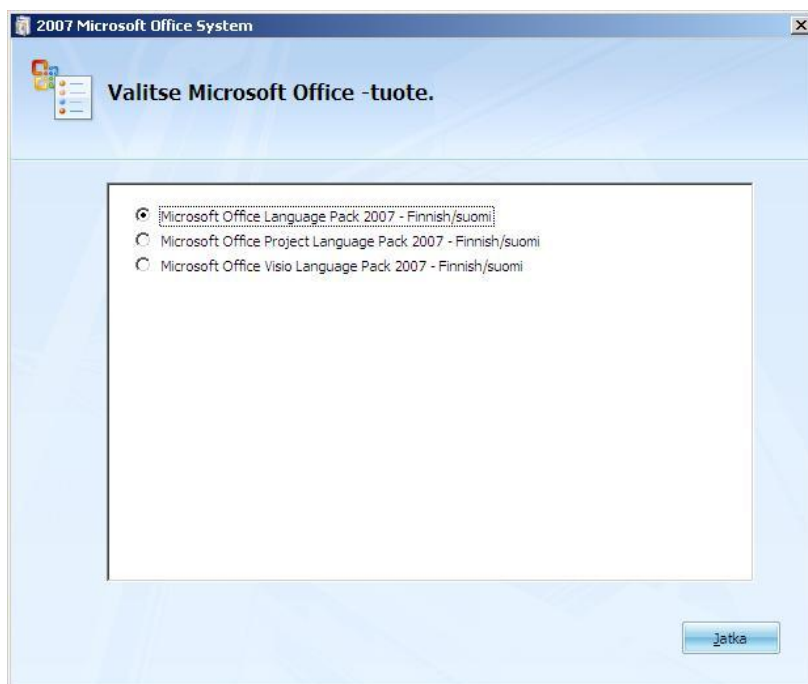 2007 Microsoft Office System
Valitse Microsoft Office -tuote.
Microsoft Office Language Pack 2007 - Finnish/suomi
Microsoft Office Project Language Pack 2007 - Finnish/suomi
Microsoft Office Visio Language Pack 2007 - Finnish/suomi
Jatka